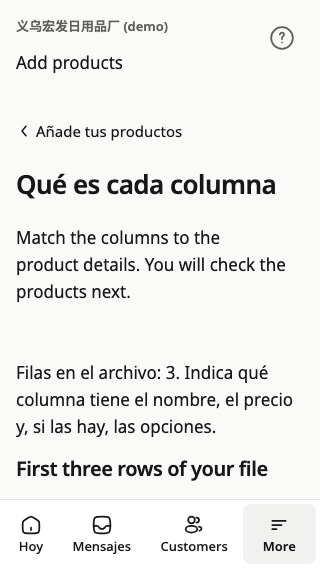 义乌宏发日用品厂 (demo)
Add products
Añade tus productos
Qué es cada columna
Match the columns to the
product details. You will check the
products next.
Filas en el archivo: 3. Indica qué
columna tiene el nombre, el precio
y, si las hay, las opciones.
First three rows of your file
Hoy
Mensajes
Customers
More